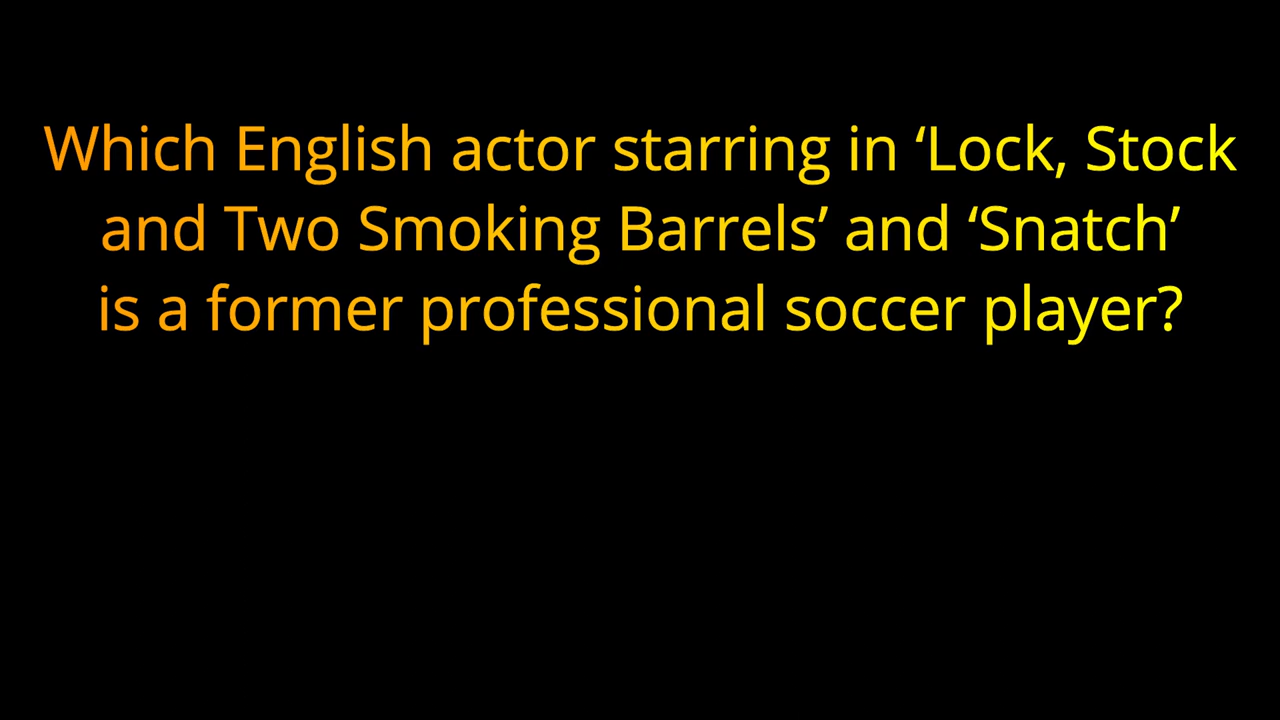 Which English actor starring in ‘Lock, Stock
and Two Smoking Barrels’ and ‘Snatch’
is a former professional soccer player?